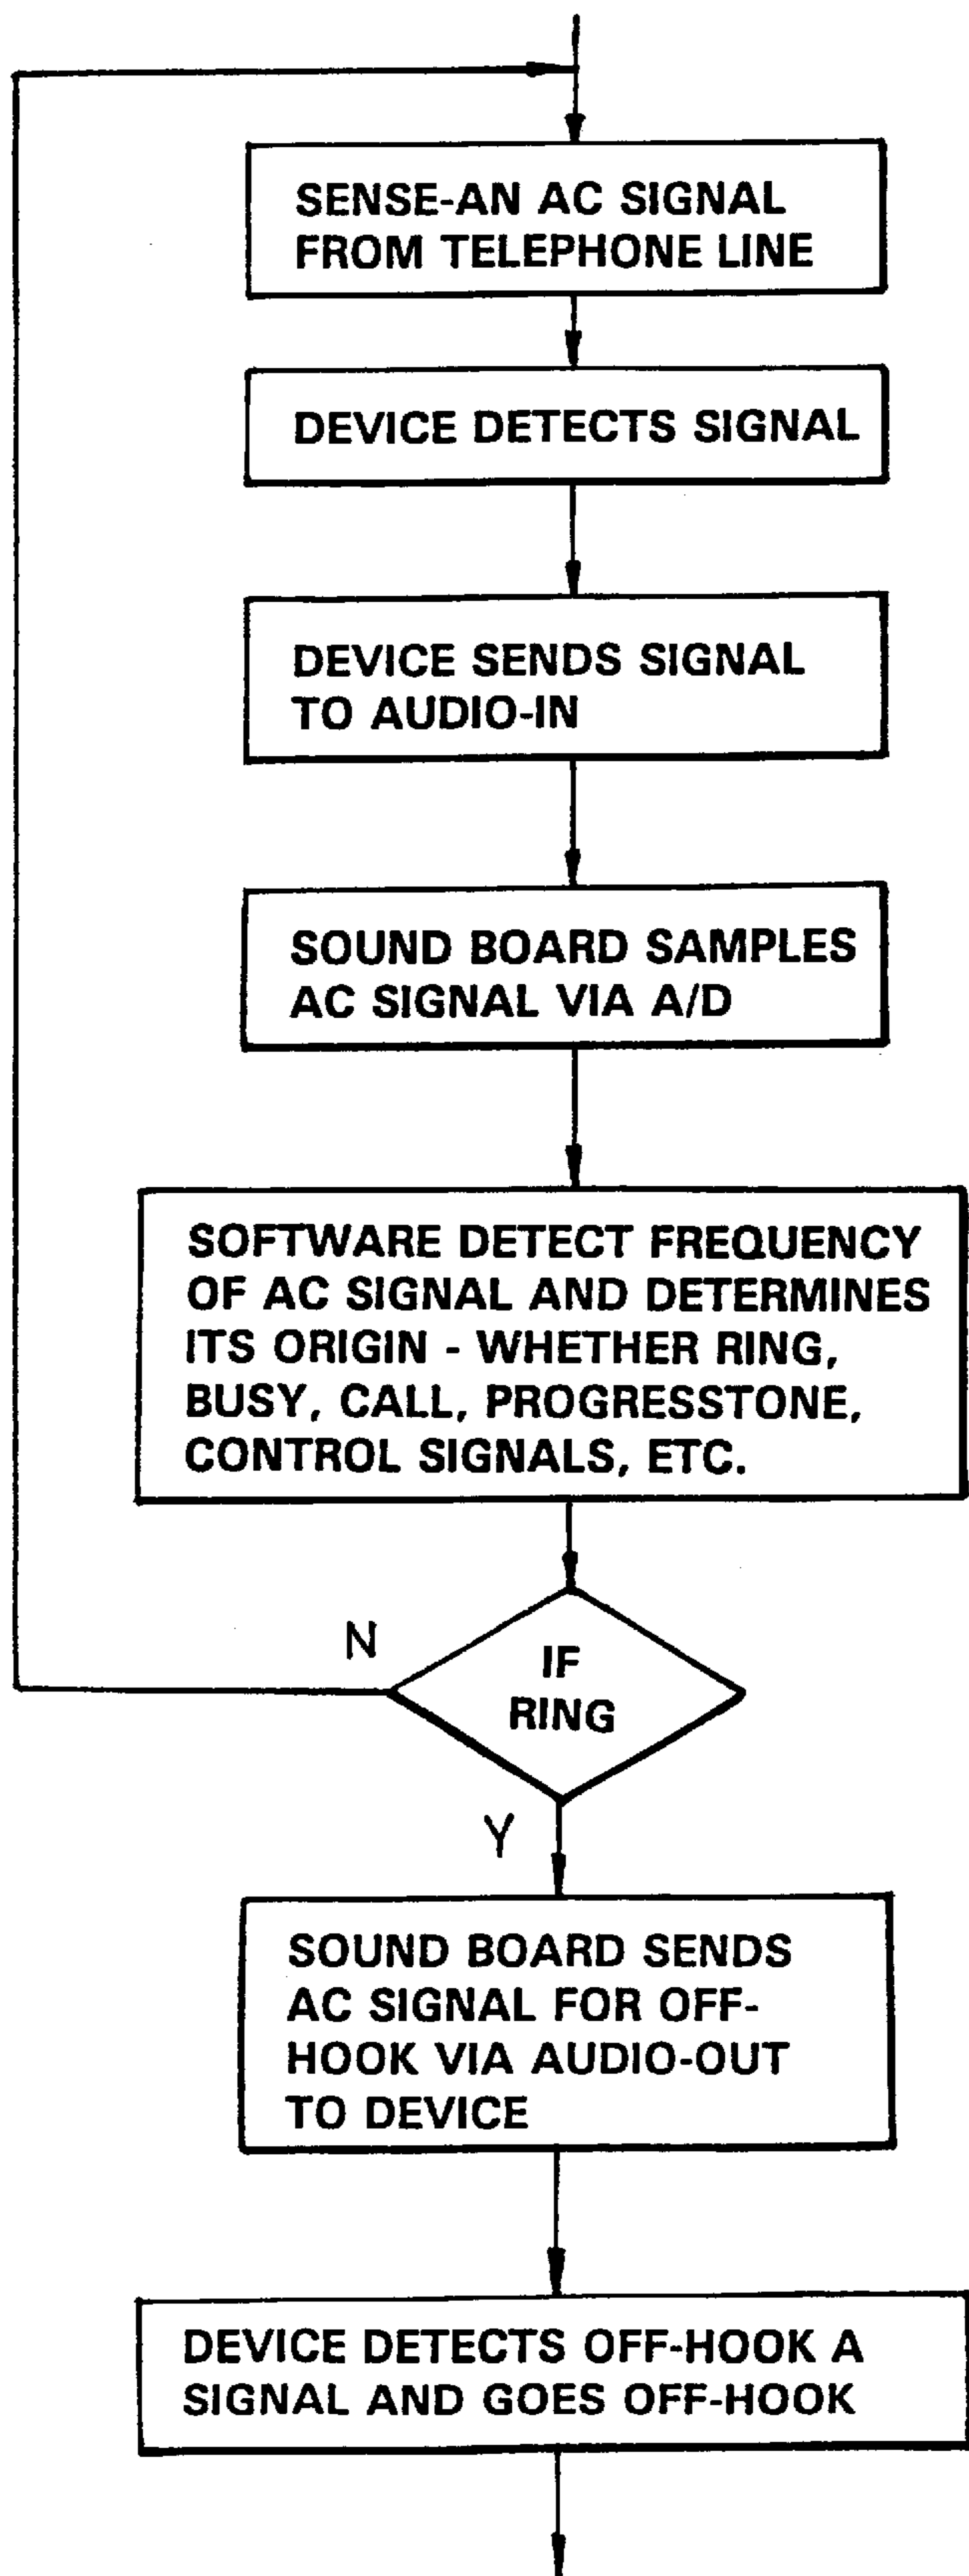 SENSE-AN AC SIGNAL
FROM TELEPHONE LINE
DEVICE DETECTS SIGNAL
DEVICE SENDS SIGNAL
TO AUDIO-IN
SOUND BOARD SAMPLES
AC SIGNAL VIA A/D
SOFTWARE DETECT FREQUENCY
OF AC SIGNAL AND DETERMINES
ITS ORIGIN - WHETHER RING,
BUSY, CALL, PROGRESSTONE,
CONTROL SIGNALS, ETC.
N
IF
RING
Y
SOUND BOARD SENDS
AC SIGNAL FOR OFF-
HOOK VIA AUDIO-OUT
TO DEVICE
DEVICE DETECTS OFF-HOOK A
SIGNAL AND GOES OFF-HOOK